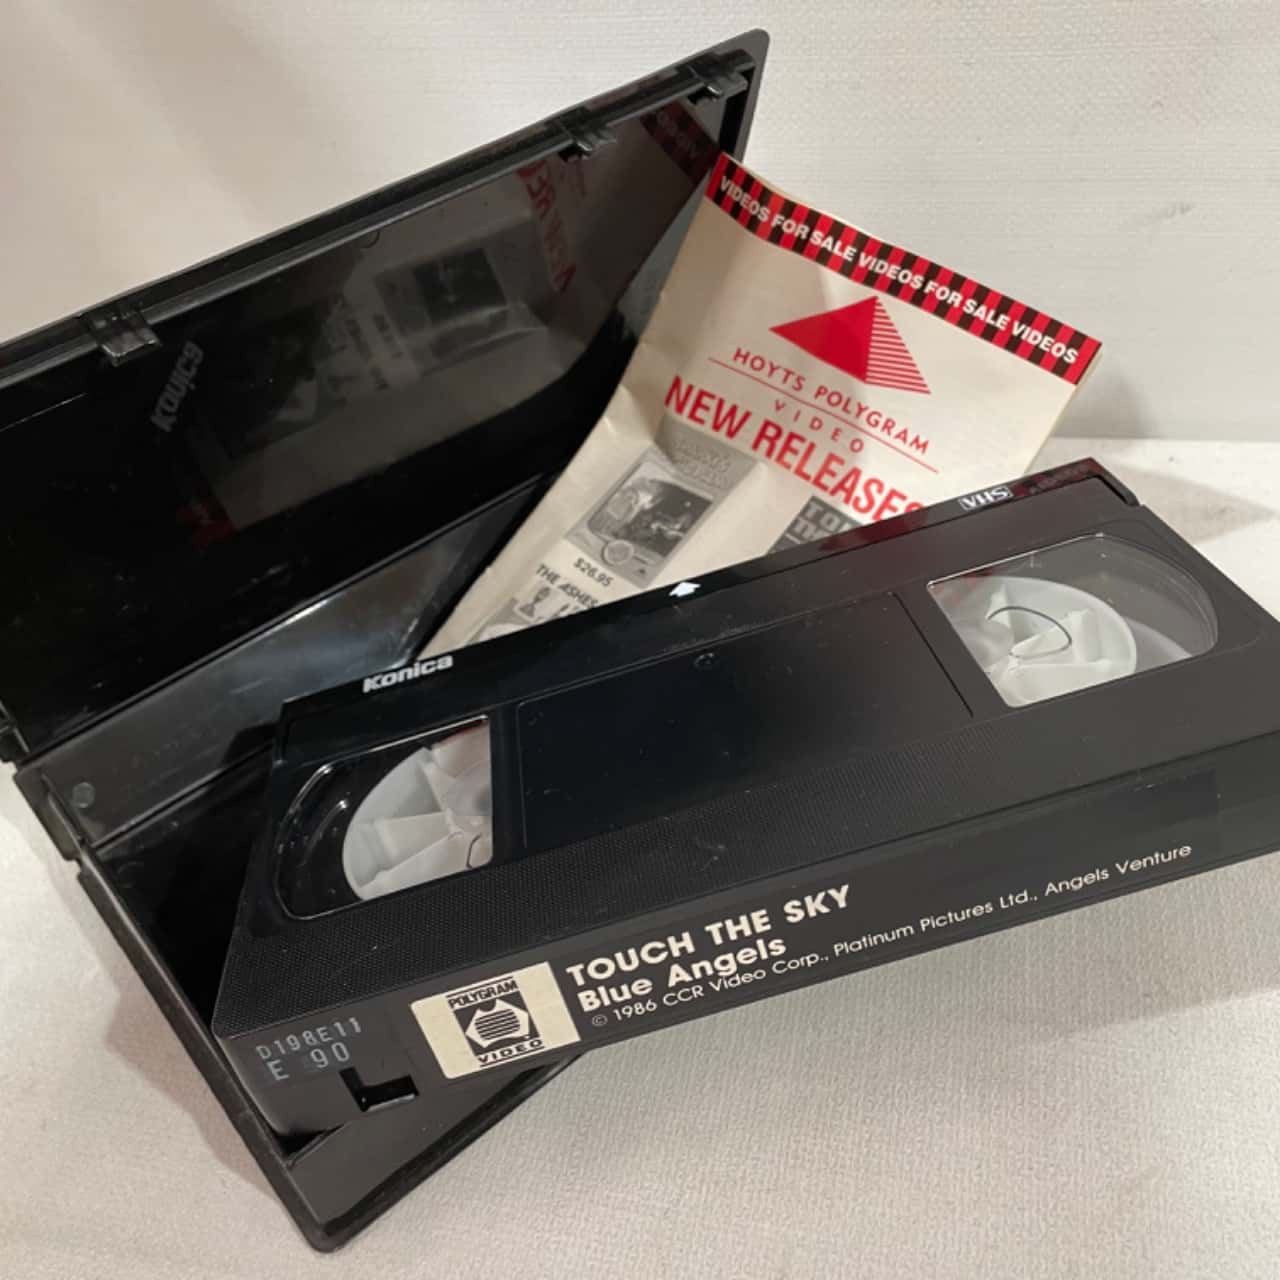 VIDEOS FOR SALE VIDEOS FOR SALE VIDEOS
HOYTS POLYGRAM
VIDEO
NEW RELEASES
$26.95
THE ASHES
VHS
Konica
Konica
TOUCH THE SKY
Blue Angels
© 1986 CCR Video Corp., Platinum Pictures Ltd., Angels Venture
POLYGRAM
VIDEO
D198E11
E 90